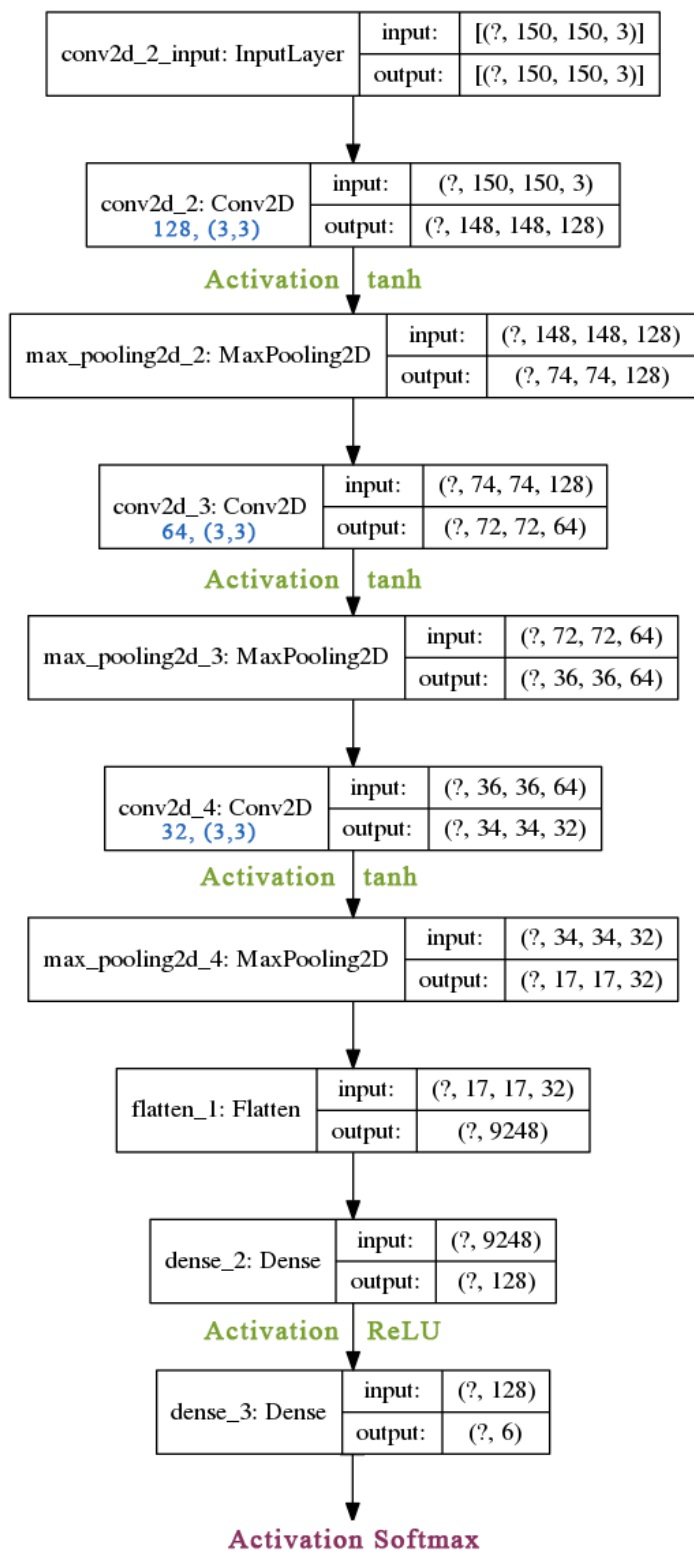 conv2d_2_input: InputLayer
input: [(?, 150, 150, 3)]
output: [(?, 150, 150, 3)]
conv2d_2: Conv2D
128, (3,3)
input: (?, 150, 150, 3)
output: (?, 148, 148, 128)
Activation tanh
max_pooling2d_2: MaxPooling2D
input: (?, 148, 148, 128)
output: (?, 74, 74, 128)
conv2d_3: Conv2D
64, (3,3)
input: (?, 74, 74, 128)
output: (?, 72, 72, 64)
Activation tanh
max_pooling2d_3: MaxPooling2D
input: (?, 72, 72, 64)
output: (?, 36, 36, 64)
conv2d_4: Conv2D
32, (3,3)
input: (?, 36, 36, 64)
output: (?, 34, 34, 32)
Activation tanh
max_pooling2d_4: MaxPooling2D
input: (?, 34, 34, 32)
output: (?, 17, 17, 32)
flatten_1: Flatten
input: (?, 17, 17, 32)
output: (?, 9248)
dense_2: Dense
input: (?, 9248)
output: (?, 128)
Activation ReLU
dense_3: Dense
input: (?, 128)
output: (?, 6)
Activation Softmax